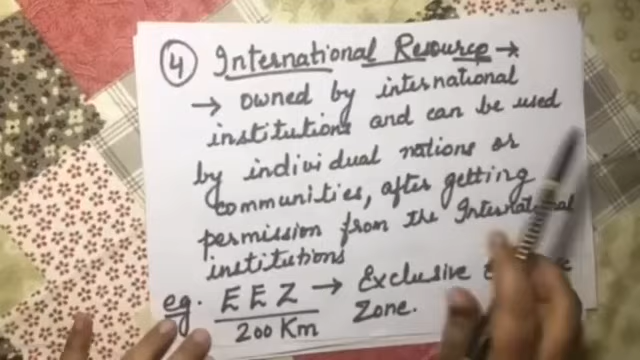 ④ International Resource →
→ owned by international
institutions and can be used
by individual nations or
communities, after getting
permission from the International
institutions
eg. EEZ → Exclusive
200 Km Zone.